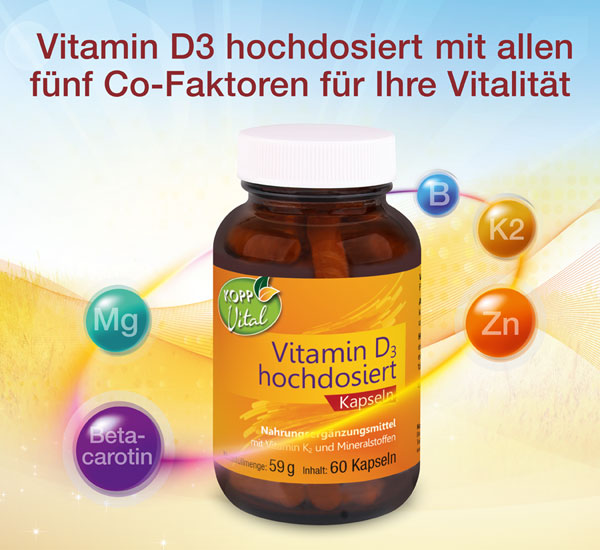 Vitamin D3 hochdosiert mit allen
fünf Co-Faktoren für Ihre Vitalität
B
K2
Mg
Zn
Beta-
carotin
KOPP
Vital
Vitamin D₃
hochdosiert
Kapseln
Nahrungsergänzungsmittel
mit Vitamin K₂ und Mineralstoffen
59 g Inhalt: 60 Kapseln